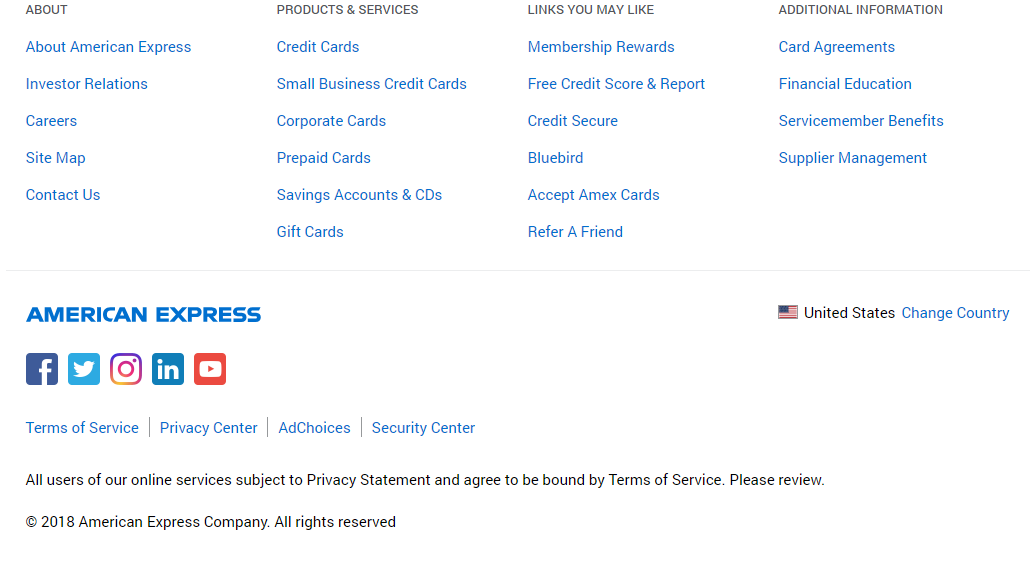 ABOUT
About American Express
Investor Relations
Careers
Site Map
Contact Us
PRODUCTS & SERVICES
Credit Cards
Small Business Credit Cards
Corporate Cards
Prepaid Cards
Savings Accounts & CDs
Gift Cards
LINKS YOU MAY LIKE
Membership Rewards
Free Credit Score & Report
Credit Secure
Bluebird
Accept Amex Cards
Refer A Friend
ADDITIONAL INFORMATION
Card Agreements
Financial Education
Servicemember Benefits
Supplier Management
AMERICAN EXPRESS
United States Change Country
Terms of Service | Privacy Center | AdChoices | Security Center
All users of our online services subject to Privacy Statement and agree to be bound by Terms of Service. Please review.
© 2018 American Express Company. All rights reserved